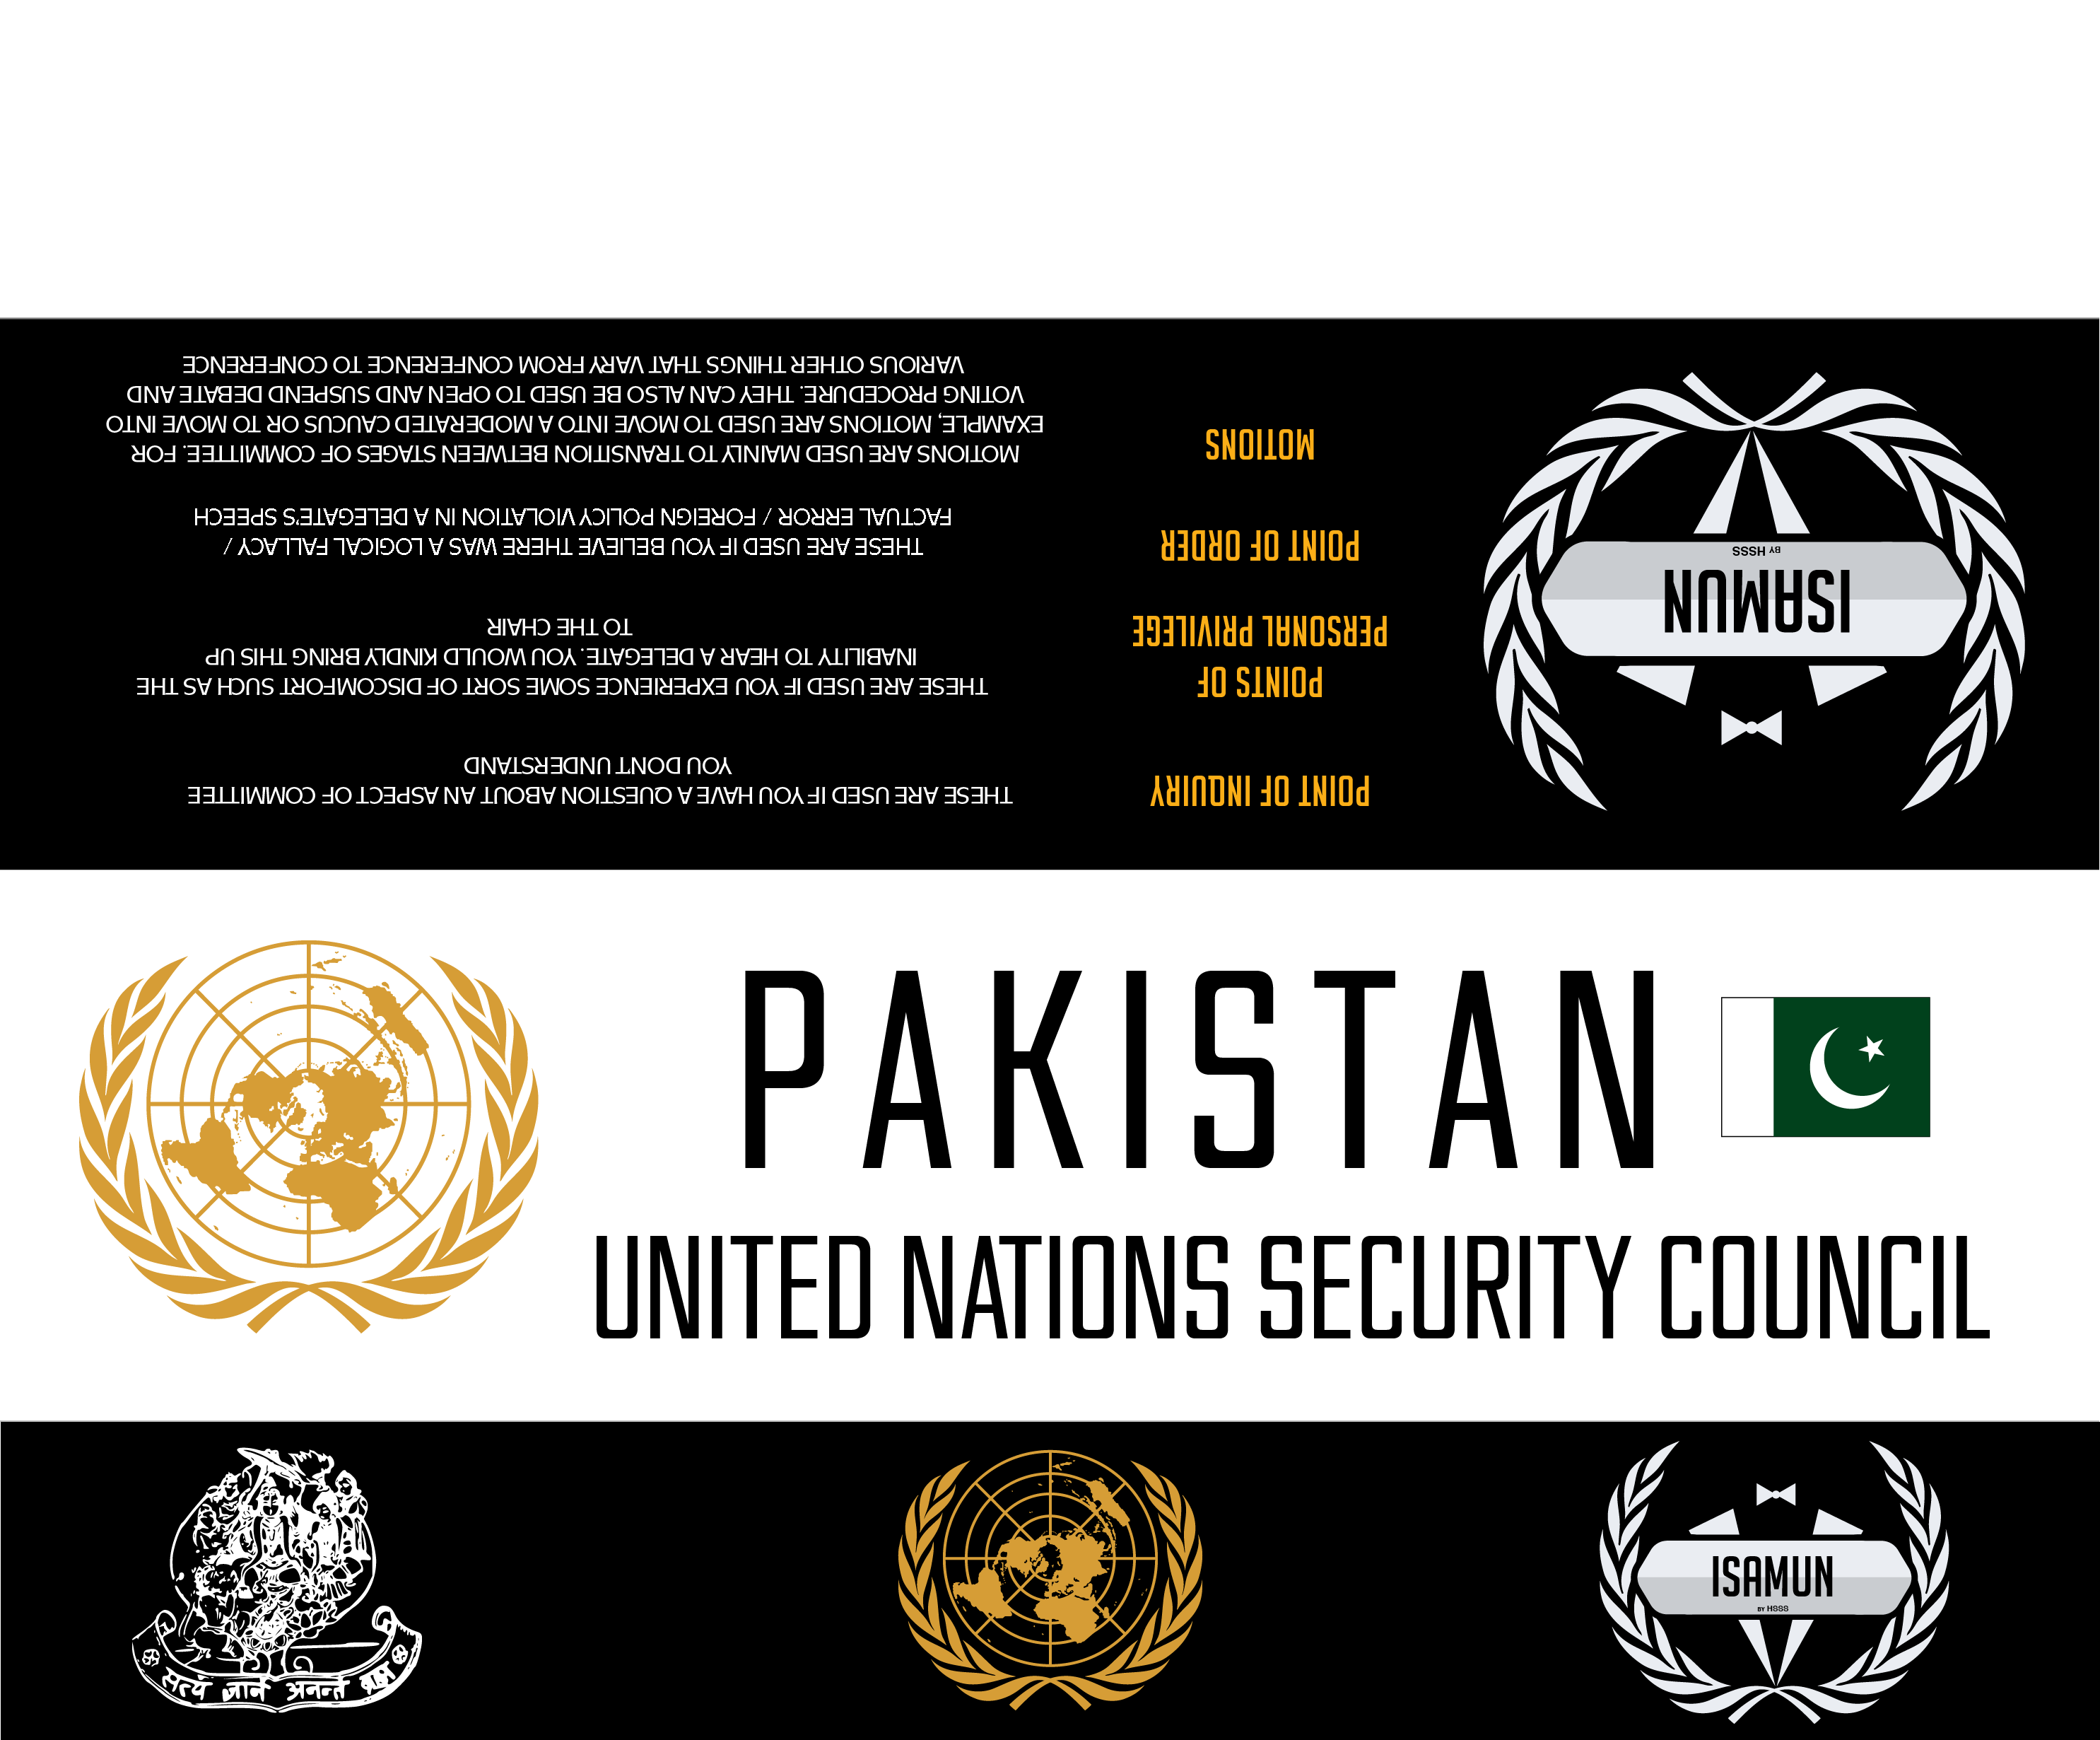 POINT OF INQUIRY
THESE ARE USED IF YOU HAVE A QUESTION ABOUT AN ASPECT OF COMMITTEE
YOU DON'T UNDERSTAND
POINTS OF
PERSONAL PRIVILEGE
THESE ARE USED IF YOU EXPERIENCE SOME SORT OF DISCOMFORT SUCH AS THE
INABILITY TO HEAR A DELEGATE. YOU WOULD KINDLY BRING THIS UP
TO THE CHAIR
POINT OF ORDER
THESE ARE USED IF YOU BELIEVE THERE WAS A LOGICAL FALLACY /
FACTUAL ERROR / FOREIGN POLICY VIOLATION IN A DELEGATE'S SPEECH
MOTIONS
MOTIONS ARE USED MAINLY TO TRANSITION BETWEEN STAGES OF COMMITTEE. FOR
EXAMPLE, MOTIONS ARE USED TO MOVE INTO A MODERATED CAUCUS OR TO MOVE INTO
VOTING PROCEDURE. THEY CAN ALSO BE USED TO OPEN AND SUSPEND DEBATE AND
VARIOUS OTHER THINGS THAT VARY FROM CONFERENCE TO CONFERENCE
ISAMUN
BY HSSS
PAKISTAN
UNITED NATIONS SECURITY COUNCIL
सत्यं ज्ञानं अनन्तं ब्रह्म
ISAMUN
BY HSSS